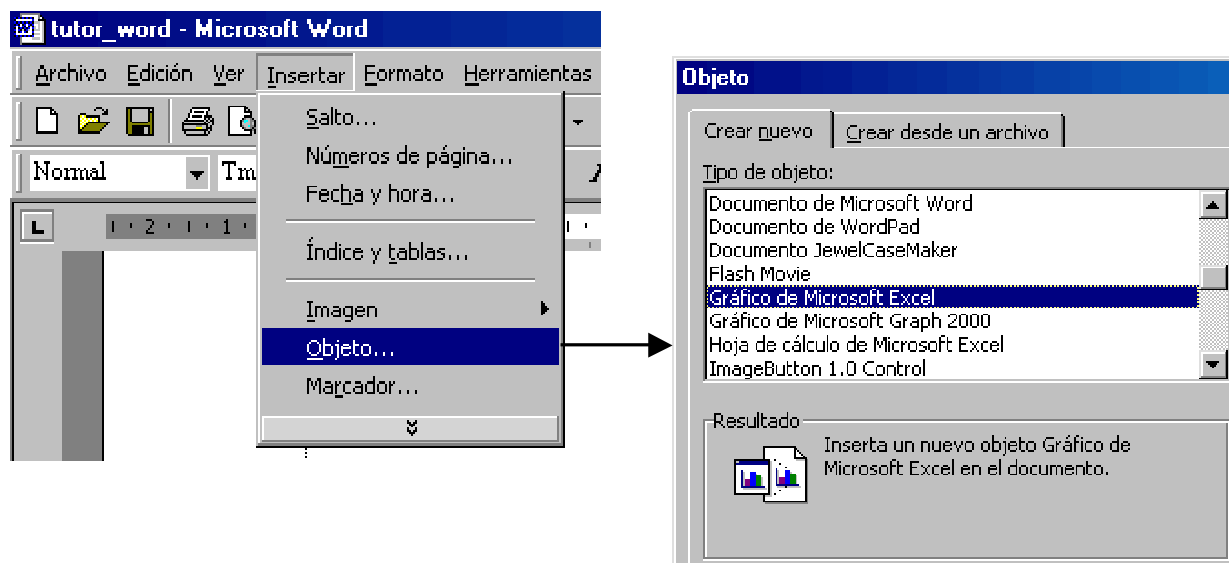 tutor_word - Microsoft Word
Archivo Edición Ver Insertar Formato Herramientas
Normal Tm
L 2 1
Salto...
Números de página...
Fecha y hora...
Índice y tablas...
Imagen
Objeto...
Marcador...
Objeto
Crear nuevo Crear desde un archivo
Tipo de objeto:
Documento de Microsoft Word
Documento de WordPad
Documento JewelCaseMaker
Flash Movie
Gráfico de Microsoft Excel
Gráfico de Microsoft Graph 2000
Hoja de cálculo de Microsoft Excel
ImageButton 1.0 Control
Resultado
Inserta un nuevo objeto Gráfico de
Microsoft Excel en el documento.